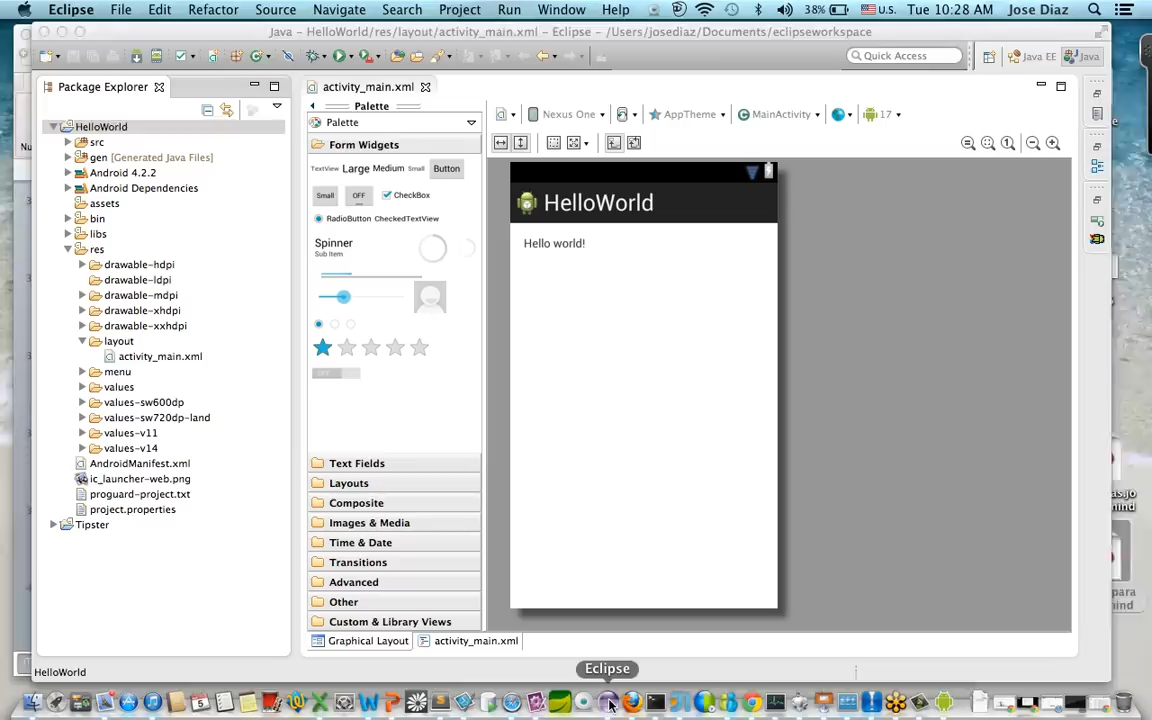 Eclipse File Edit Refactor Source Navigate Search Project Run Window Help 38% U.S. Tue 10:28 AM Jose Diaz
Java – HelloWorld/res/layout/activity_main.xml – Eclipse – /Users/josediaz/Documents/eclipseworkspace
Quick Access Java EE Java
Package Explorer
HelloWorld
src
gen [Generated Java Files]
Android 4.2.2
Android Dependencies
assets
bin
libs
res
drawable-hdpi
drawable-ldpi
drawable-mdpi
drawable-xhdpi
drawable-xxhdpi
layout
activity_main.xml
menu
values
values-sw600dp
values-sw720dp-land
values-v11
values-v14
AndroidManifest.xml
ic_launcher-web.png
proguard-project.txt
project.properties
Tipster
activity_main.xml
Palette
Palette
Form Widgets
TextView Large Medium Small Button
Small OFF CheckBox
RadioButton CheckedTextView
Spinner
Sub Item
OFF
Text Fields
Layouts
Composite
Images & Media
Time & Date
Transitions
Advanced
Other
Custom & Library Views
Graphical Layout activity_main.xml
Nexus One AppTheme MainActivity 17
HelloWorld
Hello world!
as.jo
mind
para
mind
HelloWorld
Eclipse